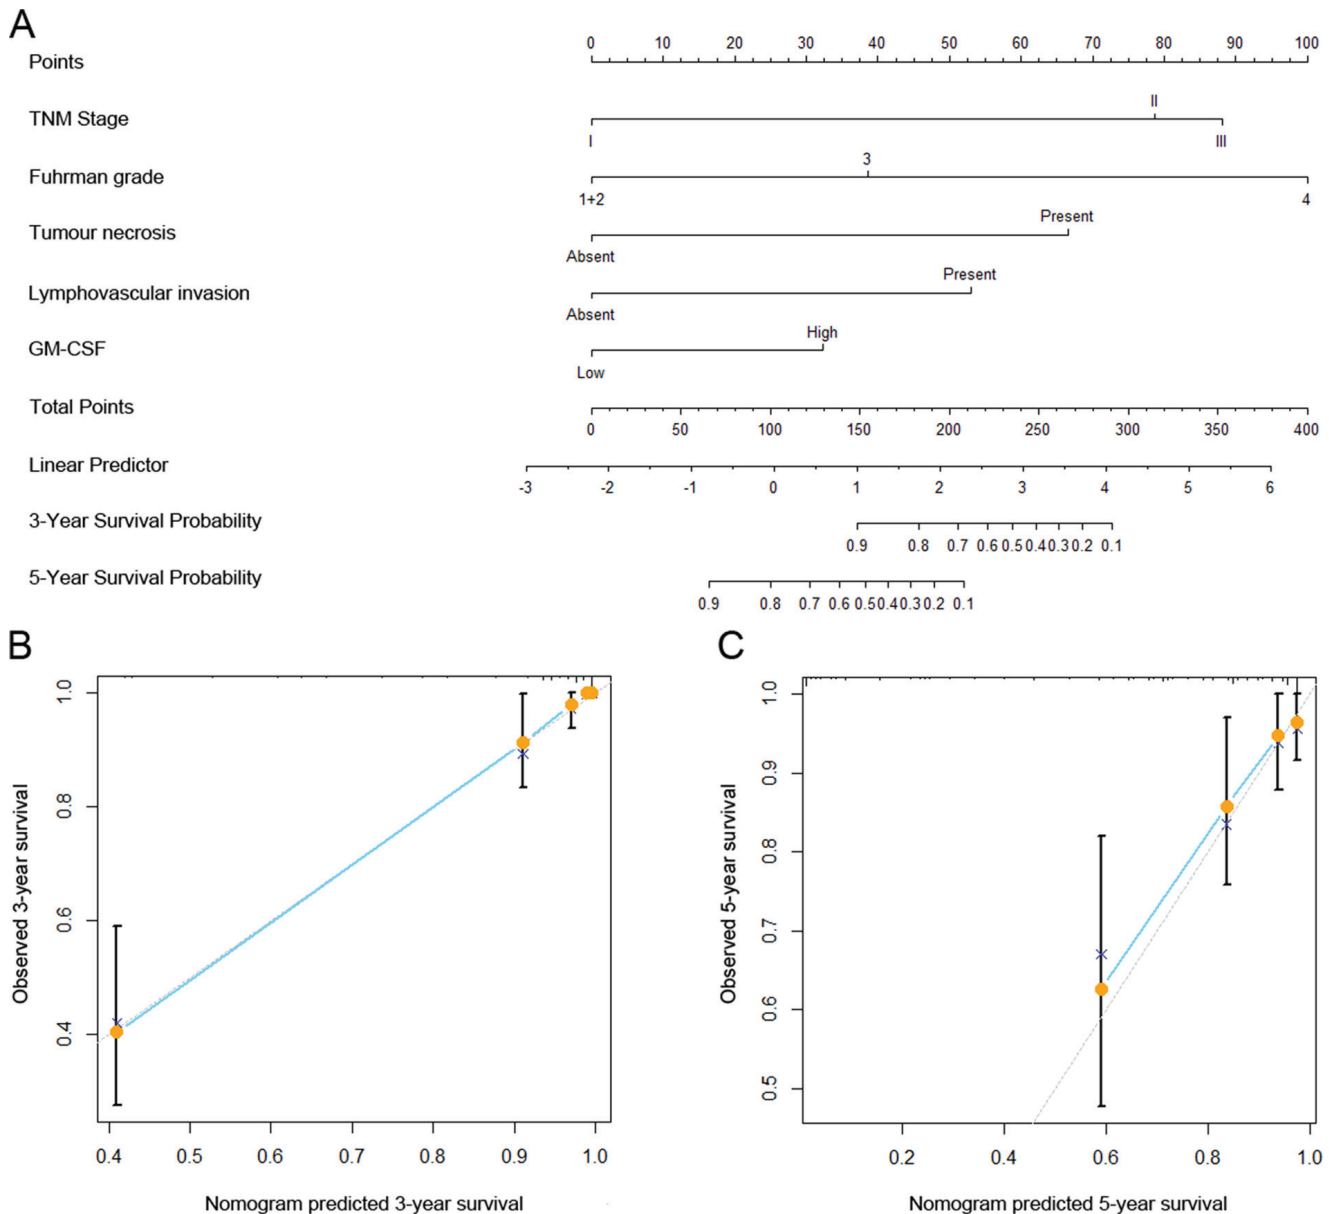 A
0 10 20 30 40 50 60 70 80 90 100
Points
II
TNM Stage
I III
3
Fuhrman grade
1+2 4
Present
Tumour necrosis
Absent
Present
Lymphovascular invasion
Absent
High
GM-CSF
Low
Total Points
0 50 100 150 200 250 300 350 400
Linear Predictor
-3 -2 -1 0 1 2 3 4 5 6
3-Year Survival Probability
0.9 0.8 0.7 0.6 0.5 0.4 0.3 0.2 0.1
5-Year Survival Probability
0.9 0.8 0.7 0.6 0.5 0.4 0.3 0.2 0.1
B
1.0
0.8
0.6
0.4
Observed 3-year survival
0.4 0.5 0.6 0.7 0.8 0.9 1.0
Nomogram predicted 3-year survival
C
1.0
0.9
0.8
0.7
0.6
0.5
Observed 5-year survival
0.2 0.4 0.6 0.8 1.0
Nomogram predicted 5-year survival